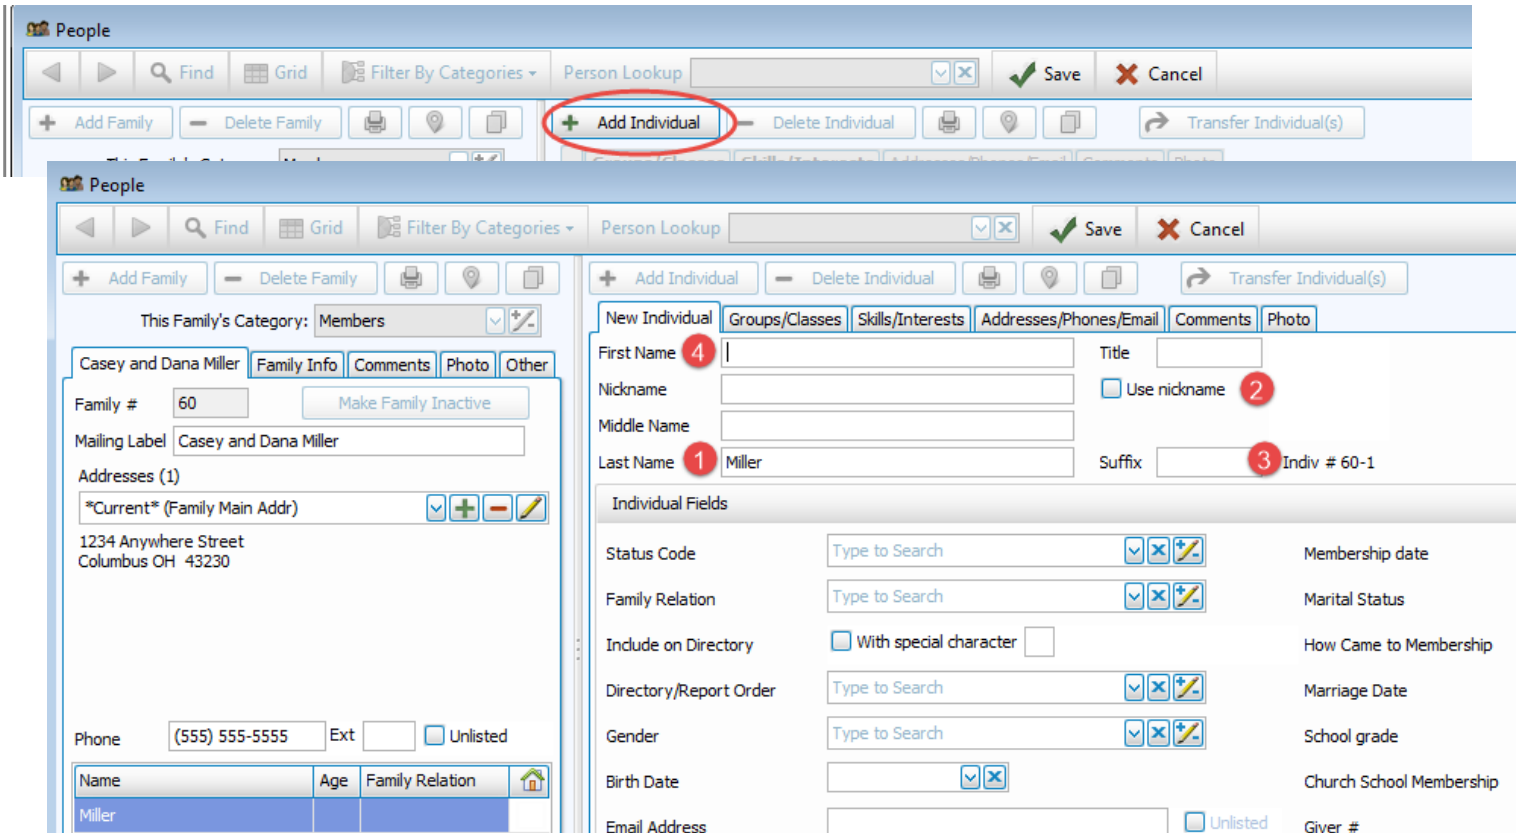 People
Find Grid Filter By Categories Person Lookup Save Cancel
Add Family Delete Family Add Individual Delete Individual Transfer Individual(s)
People
Find Grid Filter By Categories Person Lookup Save Cancel
Add Family Delete Family Add Individual Delete Individual Transfer Individual(s)
This Family's Category: Members
Casey and Dana Miller Family Info Comments Photo Other
Family # 60 Make Family Inactive
Mailing Label Casey and Dana Miller
Addresses (1)
*Current* (Family Main Addr)
1234 Anywhere Street
Columbus OH 43230
Phone (555) 555-5555 Ext Unlisted
Name Age Family Relation
Miller
New Individual Groups/Classes Skills/Interests Addresses/Phones/Email Comments Photo
First Name 4 Title
Nickname Use nickname 2
Middle Name
Last Name 1 Miller Suffix 3 Indiv # 60-1
Individual Fields
Status Code Type to Search Membership date
Family Relation Type to Search Marital Status
Include on Directory With special character How Came to Membership
Directory/Report Order Type to Search Marriage Date
Gender Type to Search School grade
Birth Date Church School Membership
Email Address Unlisted Giver #